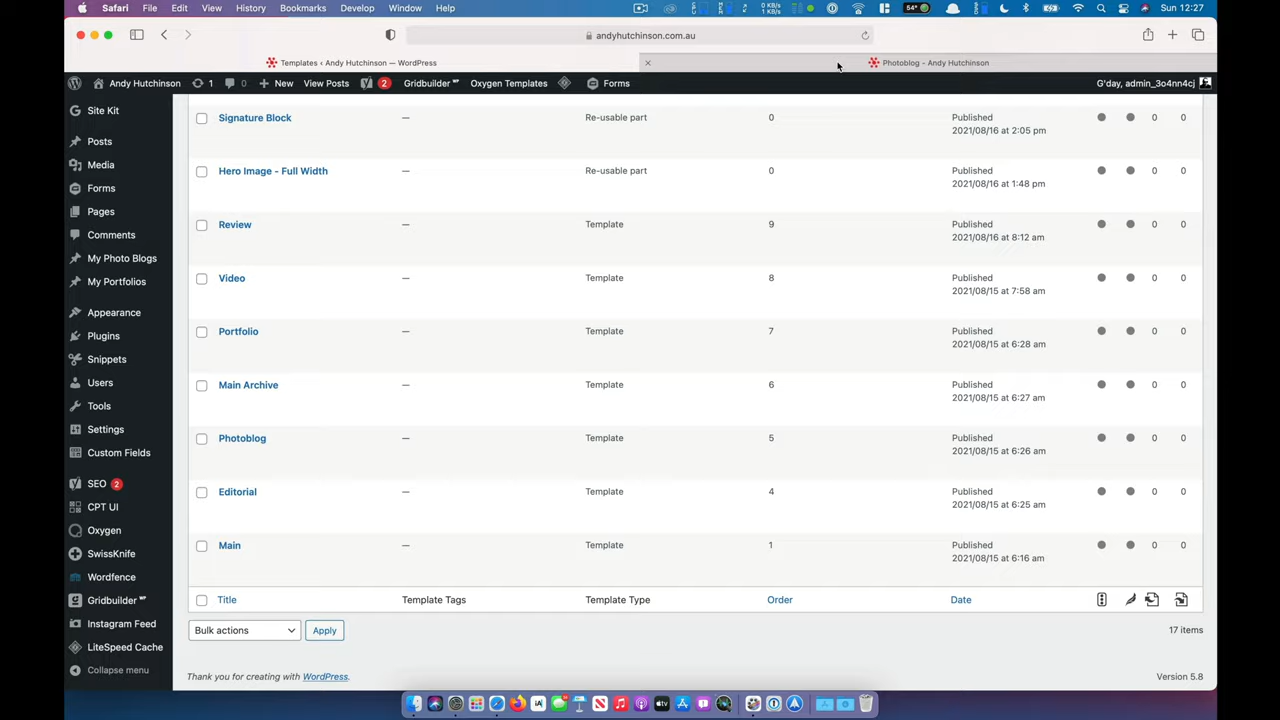 Safari File Edit View History Bookmarks Develop Window Help 0 KB/s 54° Sun 12:27
andyhutchinson.com.au
Templates ‹ Andy Hutchinson — WordPress Photoblog - Andy Hutchinson
Andy Hutchinson 1 0 New View Posts 2 Gridbuilder WP Oxygen Templates Forms G'day, admin_3o4nn4cj
Site Kit
Posts
Media
Forms
Pages
Comments
My Photo Blogs
My Portfolios
Appearance
Plugins
Snippets
Users
Tools
Settings
Custom Fields
SEO 2
CPT UI
Oxygen
SwissKnife
Wordfence
Gridbuilder WP
Instagram Feed
LiteSpeed Cache
Collapse menu
Signature Block — Re-usable part 0 Published 0 0
2021/08/16 at 2:05 pm
Hero Image - Full Width — Re-usable part 0 Published 0 0
2021/08/16 at 1:48 pm
Review — Template 9 Published 0 0
2021/08/16 at 8:12 am
Video — Template 8 Published 0 0
2021/08/15 at 7:58 am
Portfolio — Template 7 Published 0 0
2021/08/15 at 6:28 am
Main Archive — Template 6 Published 0 0
2021/08/15 at 6:27 am
Photoblog — Template 5 Published 0 0
2021/08/15 at 6:26 am
Editorial — Template 4 Published 0 0
2021/08/15 at 6:25 am
Main — Template 1 Published 0 0
2021/08/15 at 6:16 am
Title Template Tags Template Type Order Date
Bulk actions Apply 17 items
Thank you for creating with WordPress. Version 5.8